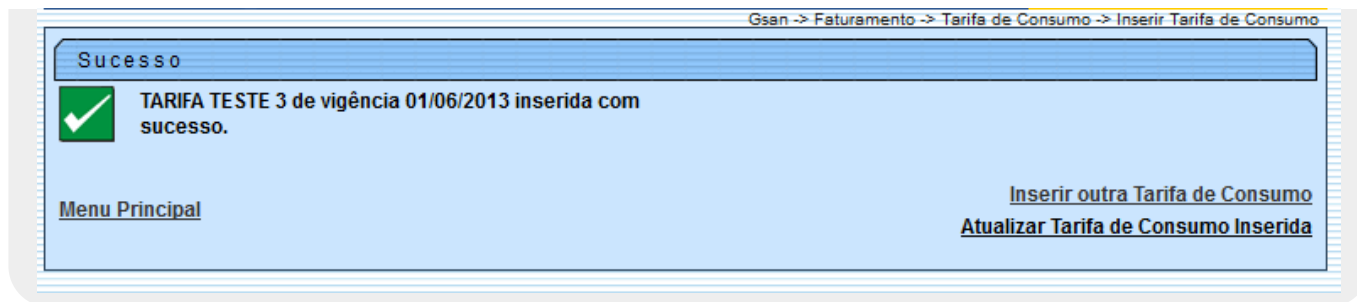 Gsan -> Faturamento -> Tarifa de Consumo -> Inserir Tarifa de Consumo
Sucesso
TARIFA TESTE 3 de vigência 01/06/2013 inserida com
sucesso.
Inserir outra Tarifa de Consumo
Menu Principal
Atualizar Tarifa de Consumo Inserida